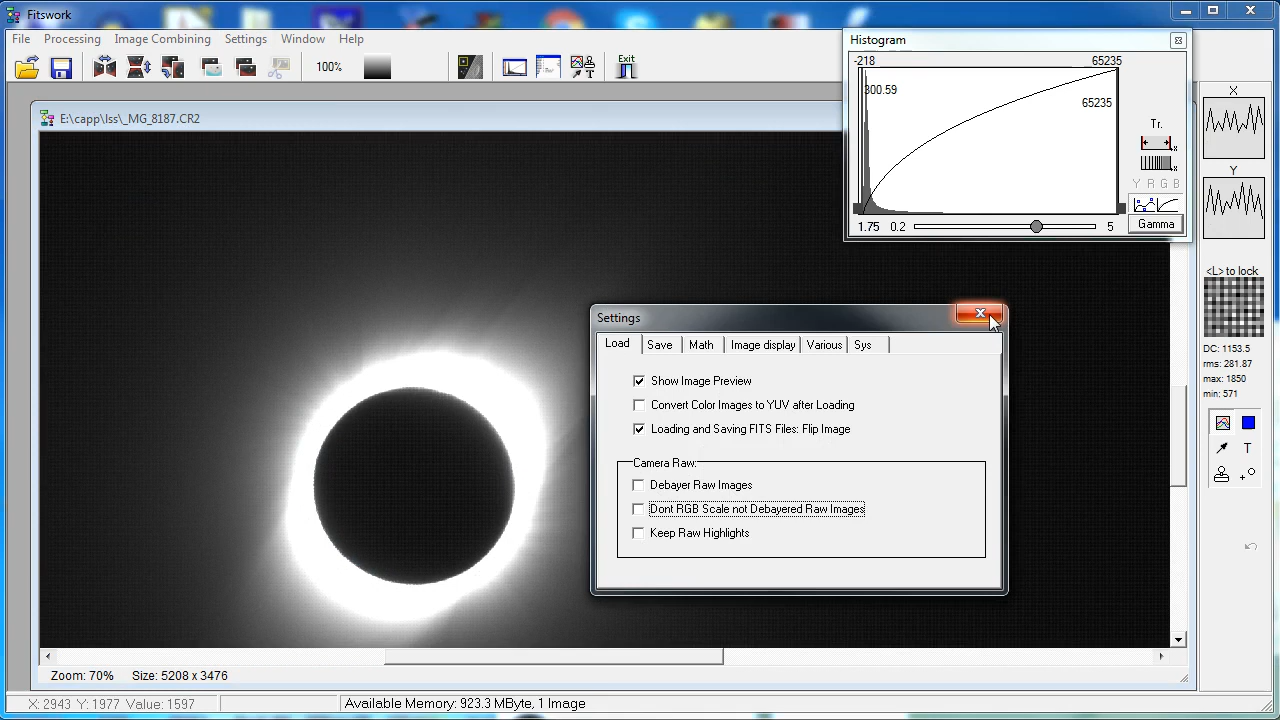 Fitswork
File Processing Image Combining Settings Window Help
100%
Exit
E:\capp\lss\_MG_8187.CR2
Histogram
-218 65235
300.59
65235
Tr.
Y R G B
1.75 0.2 5 Gamma
X
Y
<L> to lock
DC: 1153.5
rms: 281.87
max: 1850
min: 571
T
Settings
Load Save Math Image display Various Sys
Show Image Preview
Convert Color Images to YUV after Loading
Loading and Saving FITS Files: Flip Image
Camera Raw:
Debayer Raw Images
Dont RGB Scale not Debayered Raw Images
Keep Raw Highlights
Zoom: 70% Size: 5208 x 3476
X: 2943 Y: 1977 Value: 1597 Available Memory: 923.3 MByte, 1 Image